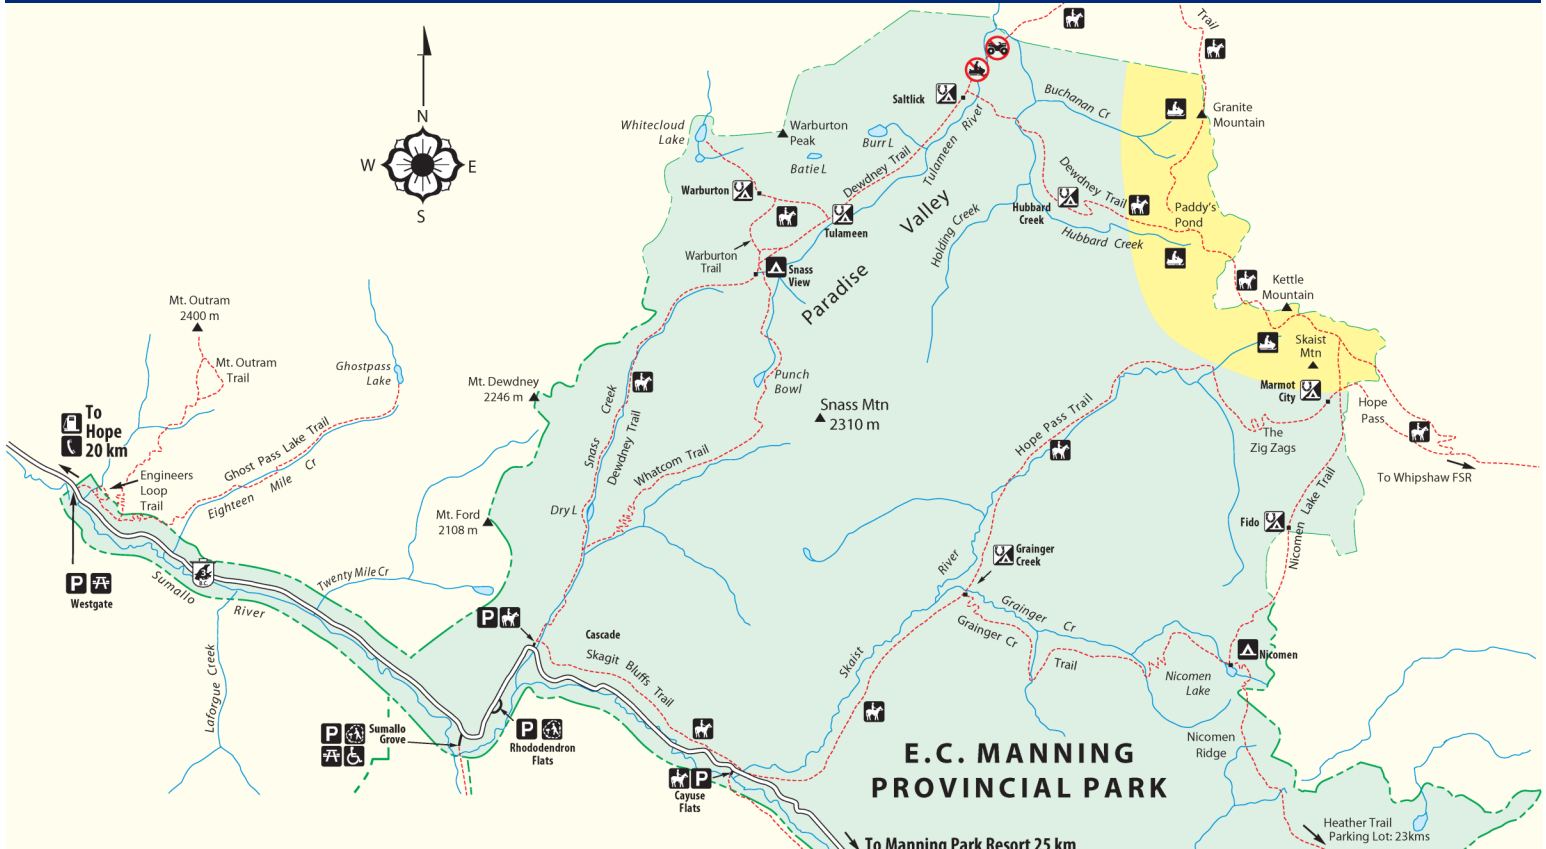 Trail
Saltlick
Buchanan Cr
Granite
Mountain
Whitecloud
Lake
Warburton
Peak
Burr L
Batie L
Dewdney Trail
Tulameen River
Dewdney Trail
N
W
E
S
Warburton
Tulameen
Valley
Paradise
Holding Creek
Hubbard
Creek
Hubbard Creek
Paddy's
Pond
Warburton
Trail
Snass
View
Kettle
Mountain
Mt. Outram
2400 m
Mt. Outram
Trail
Ghostpass
Lake
Mt. Dewdney
2246 m
Punch
Bowl
Snass Mtn
2310 m
Skaist
Mtn
Marmot
City
Hope
Pass
The
Zig Zags
To Whipshaw FSR
To
Hope
20 km
Engineers
Loop
Trail
Ghost Pass Lake Trail
Eighteen Mile Cr
Snass Creek
Dewdney Trail
Whatcom Trail
Hope Pass Trail
Dry L
Mt. Ford
2108 m
Fido
Nicomen Lake Trail
P
Westgate
3
B.C.
Sumallo River
Twenty Mile Cr
Laforgue Creek
P
Cascade
Skagit Bluffs Trail
Skaist River
Grainger
Creek
Grainger Cr
Grainger Cr Trail
Nicomen
Nicomen
Lake
Nicomen
Ridge
P
Sumallo
Grove
P
Rhododendron
Flats
P
Cayuse
Flats
E.C. MANNING
PROVINCIAL PARK
To Manning Park Resort 25 km
Heather Trail
Parking Lot: 23kms